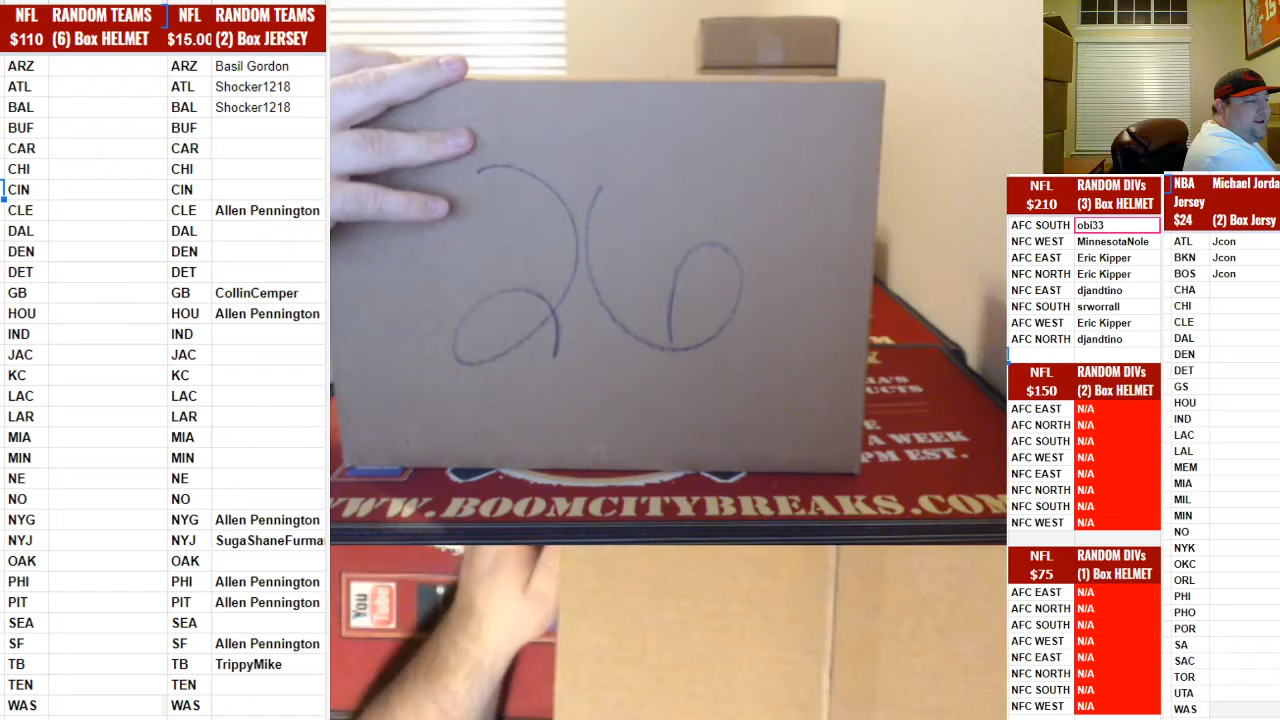 NFL RANDOM TEAMS NFL RANDOM TEAMS
$110 (6) Box HELMET $15.00 (2) Box JERSEY
ARZ ARZ Basil Gordon
ATL ATL Shocker1218
BAL BAL Shocker1218
BUF BUF
CAR CAR
CHI CHI
CIN CIN
CLE CLE Allen Pennington
DAL DAL
DEN DEN
DET DET
GB GB CollinCemper
HOU HOU Allen Pennington
IND IND
JAC JAC
KC KC
LAC LAC
LAR LAR
MIA MIA
MIN MIN
NE NE
NO NO
NYG NYG Allen Pennington
NYJ NYJ SugaShaneFurma
OAK OAK
PHI PHI Allen Pennington
PIT PIT Allen Pennington
SEA SEA
SF SF Allen Pennington
TB TB TrippyMike
TEN TEN
WAS WAS
26
A WEEK
PM EST.
WWW.BOOMCITYBREAKS.COM
You
Tube
15
NFL RANDOM DIVs
$210 (3) Box HELMET
AFC SOUTH obi33
NFC WEST MinnesotaNole
AFC EAST Eric Kipper
NFC NORTH Eric Kipper
NFC EAST djandtino
NFC SOUTH srworrall
AFC WEST Eric Kipper
AFC NORTH djandtino
NFL RANDOM DIVs
$150 (2) Box HELMET
AFC EAST N/A
AFC NORTH N/A
AFC SOUTH N/A
AFC WEST N/A
NFC EAST N/A
NFC NORTH N/A
NFC SOUTH N/A
NFC WEST N/A
NFL RANDOM DIVs
$75 (1) Box HELMET
AFC EAST N/A
AFC NORTH N/A
AFC SOUTH N/A
AFC WEST N/A
NFC EAST N/A
NFC NORTH N/A
NFC SOUTH N/A
NFC WEST N/A
NBA Michael Jorda
Jersey
$24 (2) Box Jersy
ATL Jcon
BKN Jcon
BOS Jcon
CHA
CHI
CLE
DAL
DEN
DET
GS
HOU
IND
LAC
LAL
MEM
MIA
MIL
MIN
NO
NYK
OKC
ORL
PHI
PHO
POR
SA
SAC
TOR
UTA
WAS